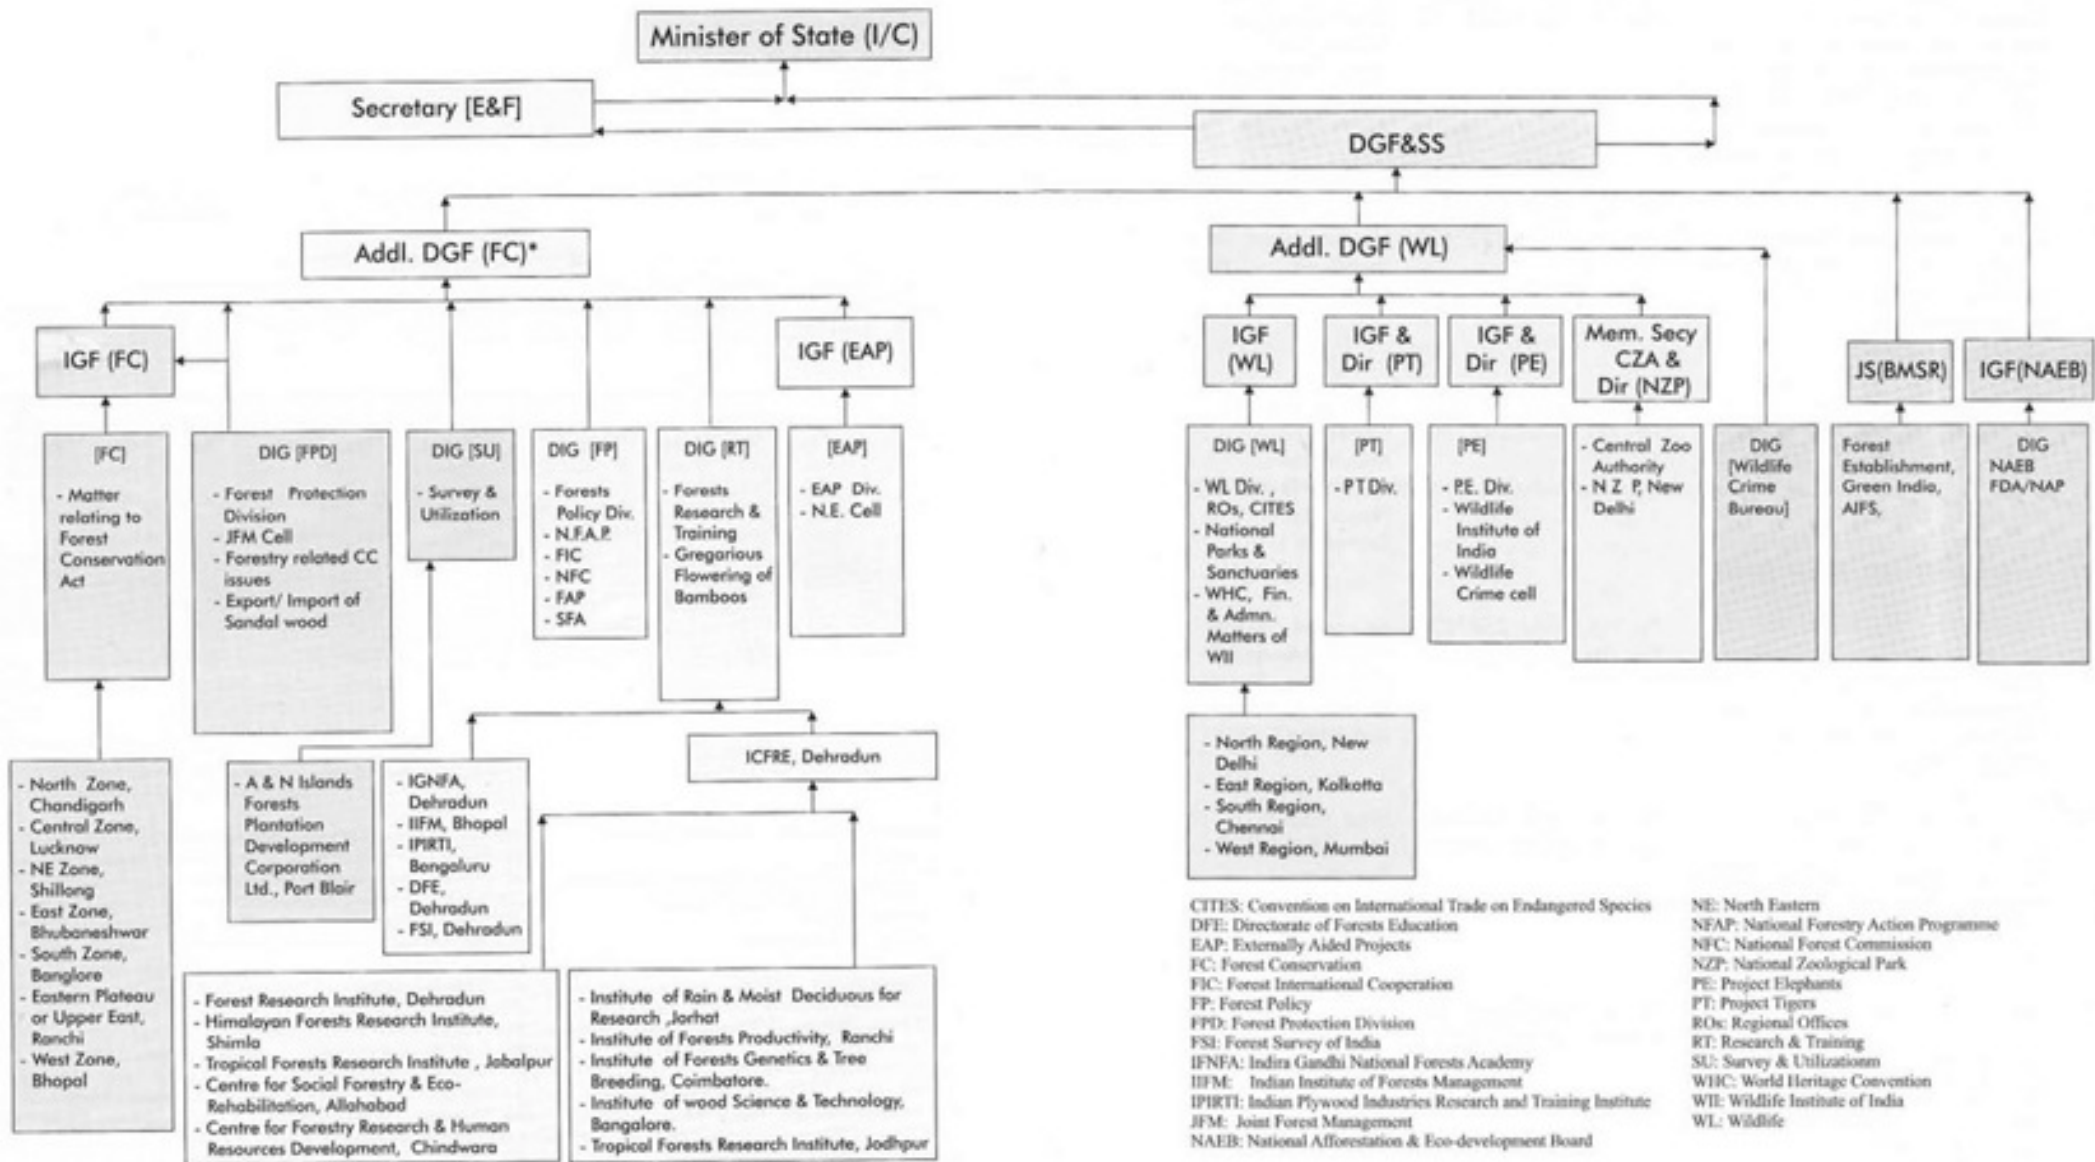 Minister of State (I/C)
Secretary [E&F]
DGF&SS
Addl. DGF (FC)*
Addl. DGF (WL)
IGF (FC)
IGF (EAP)
IGF
(WL)
IGF &
Dir (PT)
IGF &
Dir (PE)
Mem. Secy
CZA &
Dir (NZP)
JS(BMSR)
IGF(NAEB)
[FC]
- Matter
relating to
Forest
Conservation
Act
DIG [FPD]
- Forest Protection
Division
- JFM Cell
- Forestry related CC
issues
- Export/ Import of
Sandal wood
DIG [SU]
- Survey &
Utilization
DIG [FP]
- Forests
Policy Div.
- N.F.A.P.
- FIC
- NFC
- FAP
- SFA
DIG [RT]
- Forests
Research &
Training
- Gregarious
Flowering of
Bamboos
[EAP]
- EAP Div.
- N.E. Cell
DIG [WL]
- WL Div. ,
ROs, CITES
- National
Parks &
Sanctuaries
- WHC, Fin.
& Admn.
Matters of
WII
[PT]
- PT Div.
[PE]
- P.E. Div.
- Wildlife
Institute of
India
- Wildlife
Crime cell
- Central Zoo
Authority
- N Z P, New
Delhi
DIG
[Wildlife
Crime
Bureau]
Forest
Establishment,
Green India,
AIFS,
DIG
NAEB
FDA/NAP
- North Zone,
Chandigarh
- Central Zone,
Lucknow
- NE Zone,
Shillong
- East Zone,
Bhubaneshwar
- South Zone,
Banglore
- Eastern Plateau
or Upper East,
Ranchi
- West Zone,
Bhopal
- A & N Islands
Forests
Plantation
Development
Corporation
Ltd., Port Blair
- IGNFA,
Dehradun
- IIFM, Bhopal
- IPIRTI,
Bengaluru
- DFE,
Dehradun
- FSI, Dehradun
ICFRE, Dehradun
- North Region, New
Delhi
- East Region, Kolkotta
- South Region,
Chennai
- West Region, Mumbai
- Forest Research Institute, Dehradun
- Himalayan Forests Research Institute,
Shimla
- Tropical Forests Research Institute , Jabalpur
- Centre for Social Forestry & Eco-
Rehabilitation, Allahabad
- Centre for Forestry Research & Human
Resources Development, Chindwara
- Institute of Rain & Moist Deciduous for
Research ,Jorhat
- Institute of Forests Productivity, Ranchi
- Institute of Forests Genetics & Tree
Breeding, Coimbatore.
- Institute of wood Science & Technology,
Bangalore.
- Tropical Forests Research Institute, Jodhpur
CITES: Convention on International Trade on Endangered Species
DFE: Directorate of Forests Education
EAP: Externally Aided Projects
FC: Forest Conservation
FIC: Forest International Cooperation
FP: Forest Policy
FPD: Forest Protection Division
FSI: Forest Survey of India
IFNFA: Indira Gandhi National Forests Academy
IIFM: Indian Institute of Forests Management
IPIRTI: Indian Plywood Industries Research and Training Institute
JFM: Joint Forest Management
NAEB: National Afforestation & Eco-development Board
NE: North Eastern
NFAP: National Forestry Action Programme
NFC: National Forest Commission
NZP: National Zoological Park
PE: Project Elephants
PT: Project Tigers
ROs: Regional Offices
RT: Research & Training
SU: Survey & Utilizationm
WHC: World Heritage Convention
WII: Wildlife Institute of India
WL: Wildlife